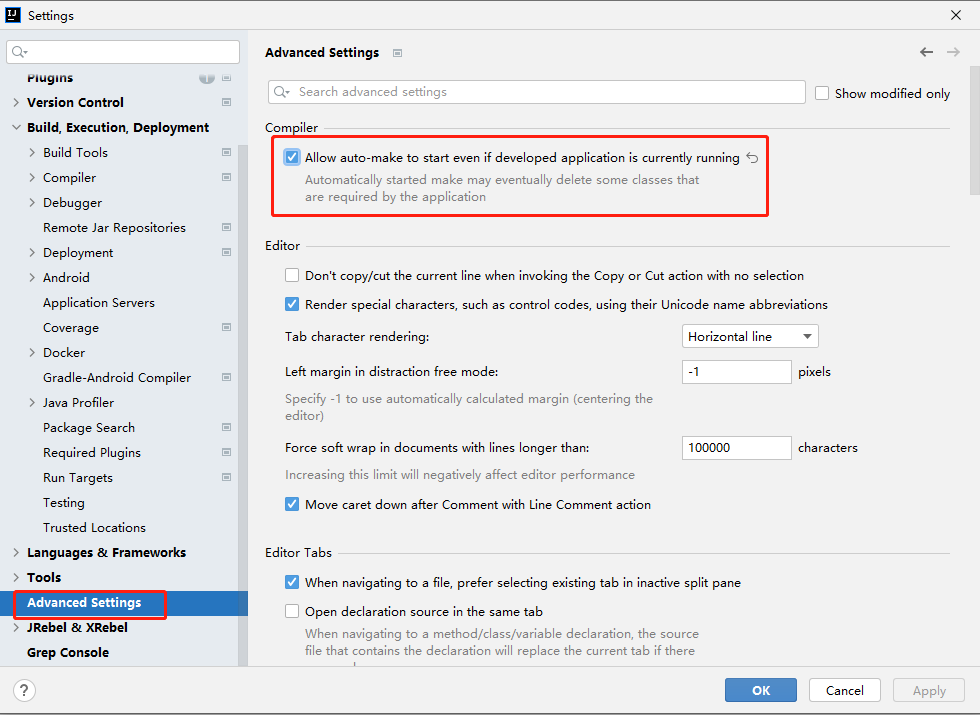 Settings
Plugins
Version Control
Build, Execution, Deployment
Build Tools
Compiler
Debugger
Remote Jar Repositories
Deployment
Android
Application Servers
Coverage
Docker
Gradle-Android Compiler
Java Profiler
Package Search
Required Plugins
Run Targets
Testing
Trusted Locations
Languages & Frameworks
Tools
Advanced Settings
JRebel & XRebel
Grep Console
Advanced Settings
Search advanced settings
Show modified only
Compiler
Allow auto-make to start even if developed application is currently running
Automatically started make may eventually delete some classes that
are required by the application
Editor
Don't copy/cut the current line when invoking the Copy or Cut action with no selection
Render special characters, such as control codes, using their Unicode name abbreviations
Tab character rendering: Horizontal line
Left margin in distraction free mode: -1 pixels
Specify -1 to use automatically calculated margin (centering the
editor)
Force soft wrap in documents with lines longer than: 100000 characters
Increasing this limit will negatively affect editor performance
Move caret down after Comment with Line Comment action
Editor Tabs
When navigating to a file, prefer selecting existing tab in inactive split pane
Open declaration source in the same tab
When navigating to a method/class/variable declaration, the source
file that contains the declaration will replace the current tab if there
? OK Cancel Apply